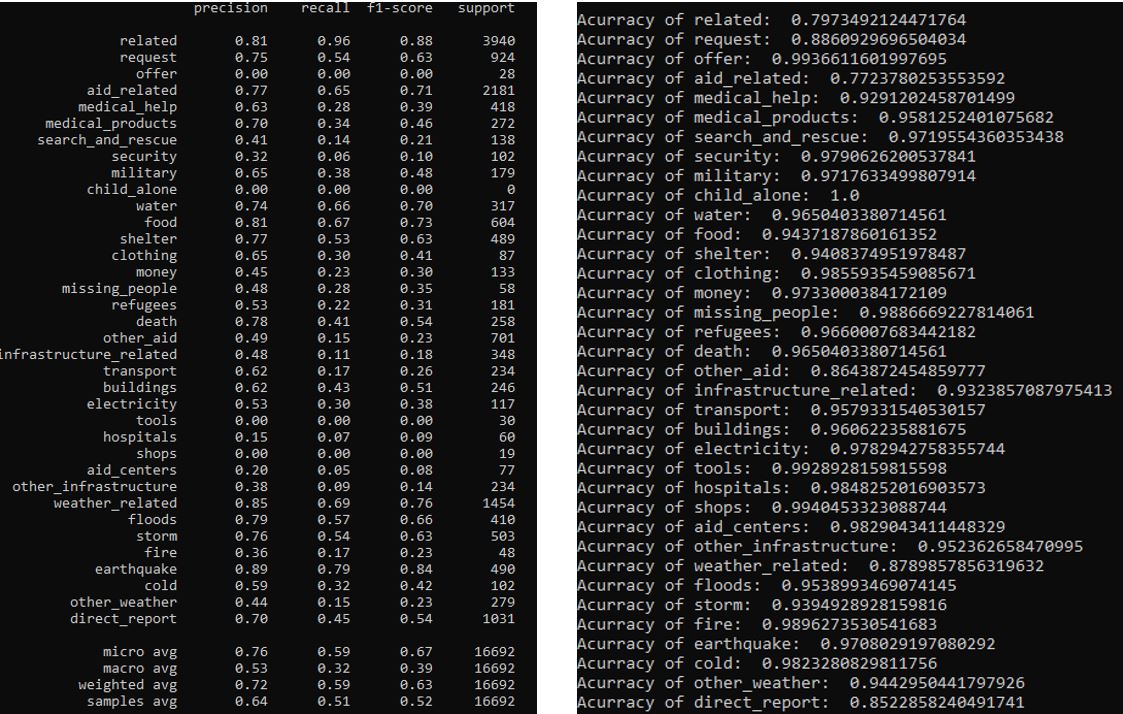 precision recall f1-score support
related 0.81 0.96 0.88 3940
request 0.75 0.54 0.63 924
offer 0.00 0.00 0.00 28
aid_related 0.77 0.65 0.71 2181
medical_help 0.63 0.28 0.39 418
medical_products 0.70 0.34 0.46 272
search_and_rescue 0.41 0.14 0.21 138
security 0.32 0.06 0.10 102
military 0.65 0.38 0.48 179
child_alone 0.00 0.00 0.00 0
water 0.74 0.66 0.70 317
food 0.81 0.67 0.73 604
shelter 0.77 0.53 0.63 489
clothing 0.65 0.30 0.41 87
money 0.45 0.23 0.30 133
missing_people 0.48 0.28 0.35 58
refugees 0.53 0.22 0.31 181
death 0.78 0.41 0.54 258
other_aid 0.49 0.15 0.23 701
infrastructure_related 0.48 0.11 0.18 348
transport 0.62 0.17 0.26 234
buildings 0.62 0.43 0.51 246
electricity 0.53 0.30 0.38 117
tools 0.00 0.00 0.00 30
hospitals 0.15 0.07 0.09 60
shops 0.00 0.00 0.00 19
aid_centers 0.20 0.05 0.08 77
other_infrastructure 0.38 0.09 0.14 234
weather_related 0.85 0.69 0.76 1454
floods 0.79 0.57 0.66 410
storm 0.76 0.54 0.63 503
fire 0.36 0.17 0.23 48
earthquake 0.89 0.79 0.84 490
cold 0.59 0.32 0.42 102
other_weather 0.44 0.15 0.23 279
direct_report 0.70 0.45 0.54 1031
micro avg 0.76 0.59 0.67 16692
macro avg 0.53 0.32 0.39 16692
weighted avg 0.72 0.59 0.63 16692
samples avg 0.64 0.51 0.52 16692
Acurracy of related: 0.7973492124471764
Acurracy of request: 0.8860929696504034
Acurracy of offer: 0.9936611601997695
Acurracy of aid_related: 0.7723780253553592
Acurracy of medical_help: 0.9291202458701499
Acurracy of medical_products: 0.9581252401075682
Acurracy of search_and_rescue: 0.9719554360353438
Acurracy of security: 0.9790626200537841
Acurracy of military: 0.9717633499807914
Acurracy of child_alone: 1.0
Acurracy of water: 0.9650403380714561
Acurracy of food: 0.9437187860161352
Acurracy of shelter: 0.9408374951978487
Acurracy of clothing: 0.9855935459085671
Acurracy of money: 0.9733000384172109
Acurracy of missing_people: 0.9886669227814061
Acurracy of refugees: 0.9660007683442182
Acurracy of death: 0.9650403380714561
Acurracy of other_aid: 0.8643872454859777
Acurracy of infrastructure_related: 0.9323857087975413
Acurracy of transport: 0.9579331540530157
Acurracy of buildings: 0.96062235881675
Acurracy of electricity: 0.9782942758355744
Acurracy of tools: 0.9928928159815598
Acurracy of hospitals: 0.9848252016903573
Acurracy of shops: 0.9940453323088744
Acurracy of aid_centers: 0.9829043411448329
Acurracy of other_infrastructure: 0.952362658470995
Acurracy of weather_related: 0.8789857856319632
Acurracy of floods: 0.9538993469074145
Acurracy of storm: 0.9394928928159816
Acurracy of fire: 0.9896273530541683
Acurracy of earthquake: 0.9708029197080292
Acurracy of cold: 0.9823280829811756
Acurracy of other_weather: 0.9442950441797926
Acurracy of direct_report: 0.8522858240491741